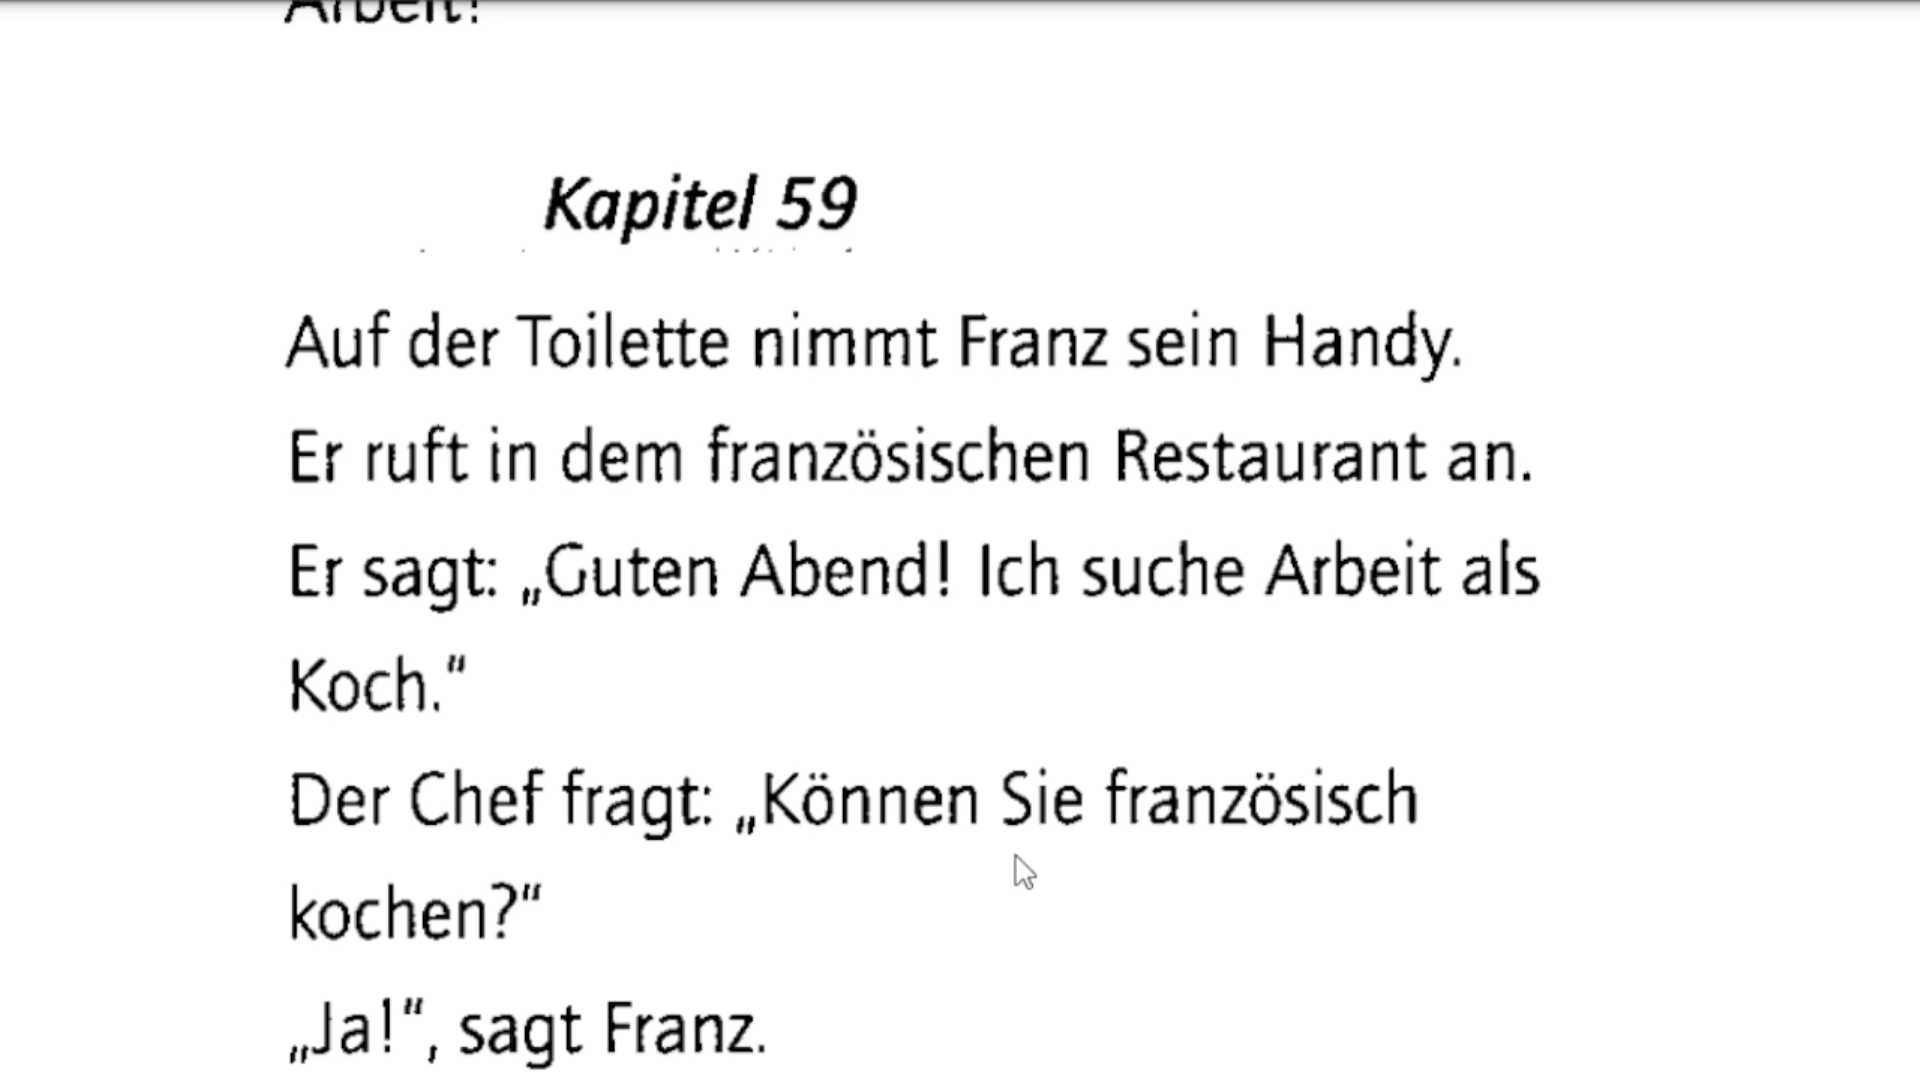 Arbeit!
Kapitel 59
Auf der Toilette nimmt Franz sein Handy.
Er ruft in dem französischen Restaurant an.
Er sagt: „Guten Abend! Ich suche Arbeit als
Koch.“
Der Chef fragt: „Können Sie französisch
kochen?“
„Ja!“, sagt Franz.